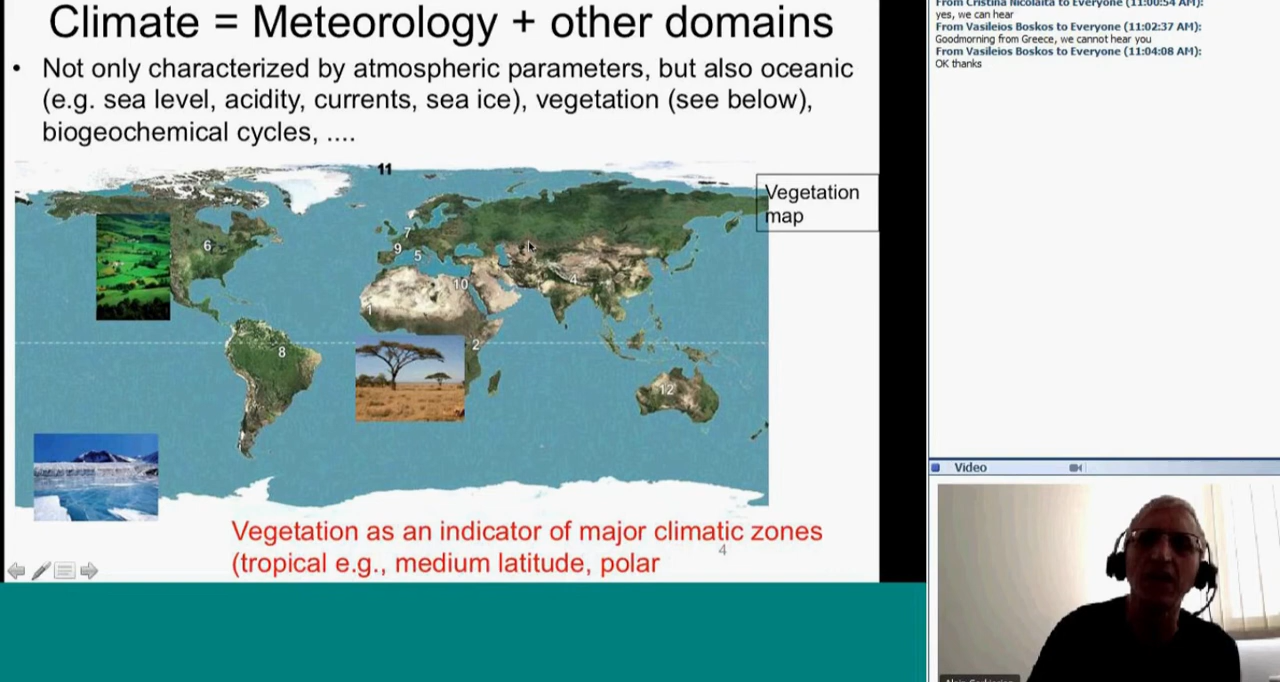 Climate = Meteorology + other domains
• Not only characterized by atmospheric parameters, but also oceanic
(e.g. sea level, acidity, currents, sea ice), vegetation (see below),
biogeochemical cycles, ....
11
Vegetation
map
6
7
9
5
4
10
1
8
2
12
Vegetation as an indicator of major climatic zones
4
(tropical e.g., medium latitude, polar
From Cristina Nicolaita to Everyone (11:00:54 AM):
yes, we can hear
From Vasileios Boskos to Everyone (11:02:37 AM):
Goodmorning from Greece, we cannot hear you
From Vasileios Boskos to Everyone (11:04:08 AM):
OK thanks
Video